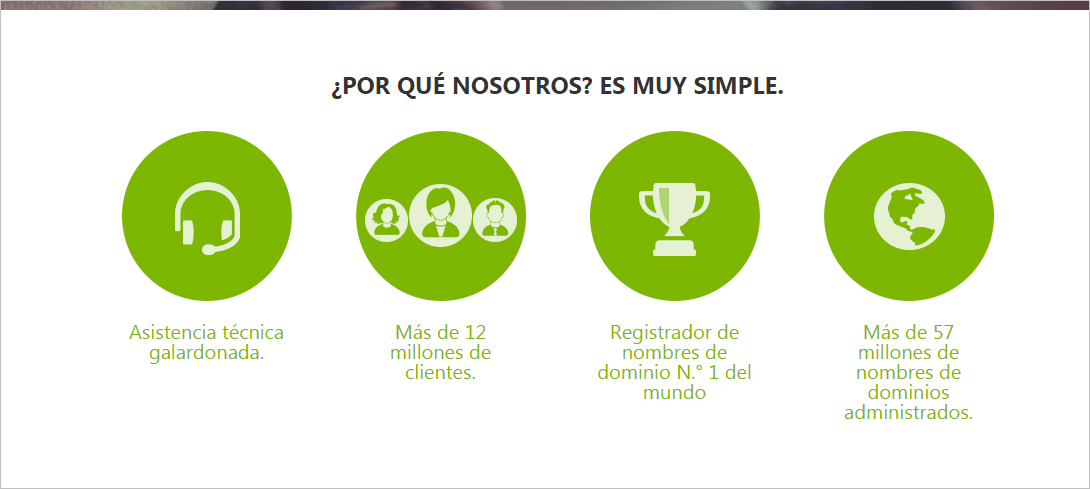 ¿POR QUÉ NOSOTROS? ES MUY SIMPLE.
Asistencia técnica
galardonada.
Más de 12
millones de
clientes.
Registrador de
nombres de
dominio N.° 1 del
mundo
Más de 57
millones de
nombres de
dominios
administrados.